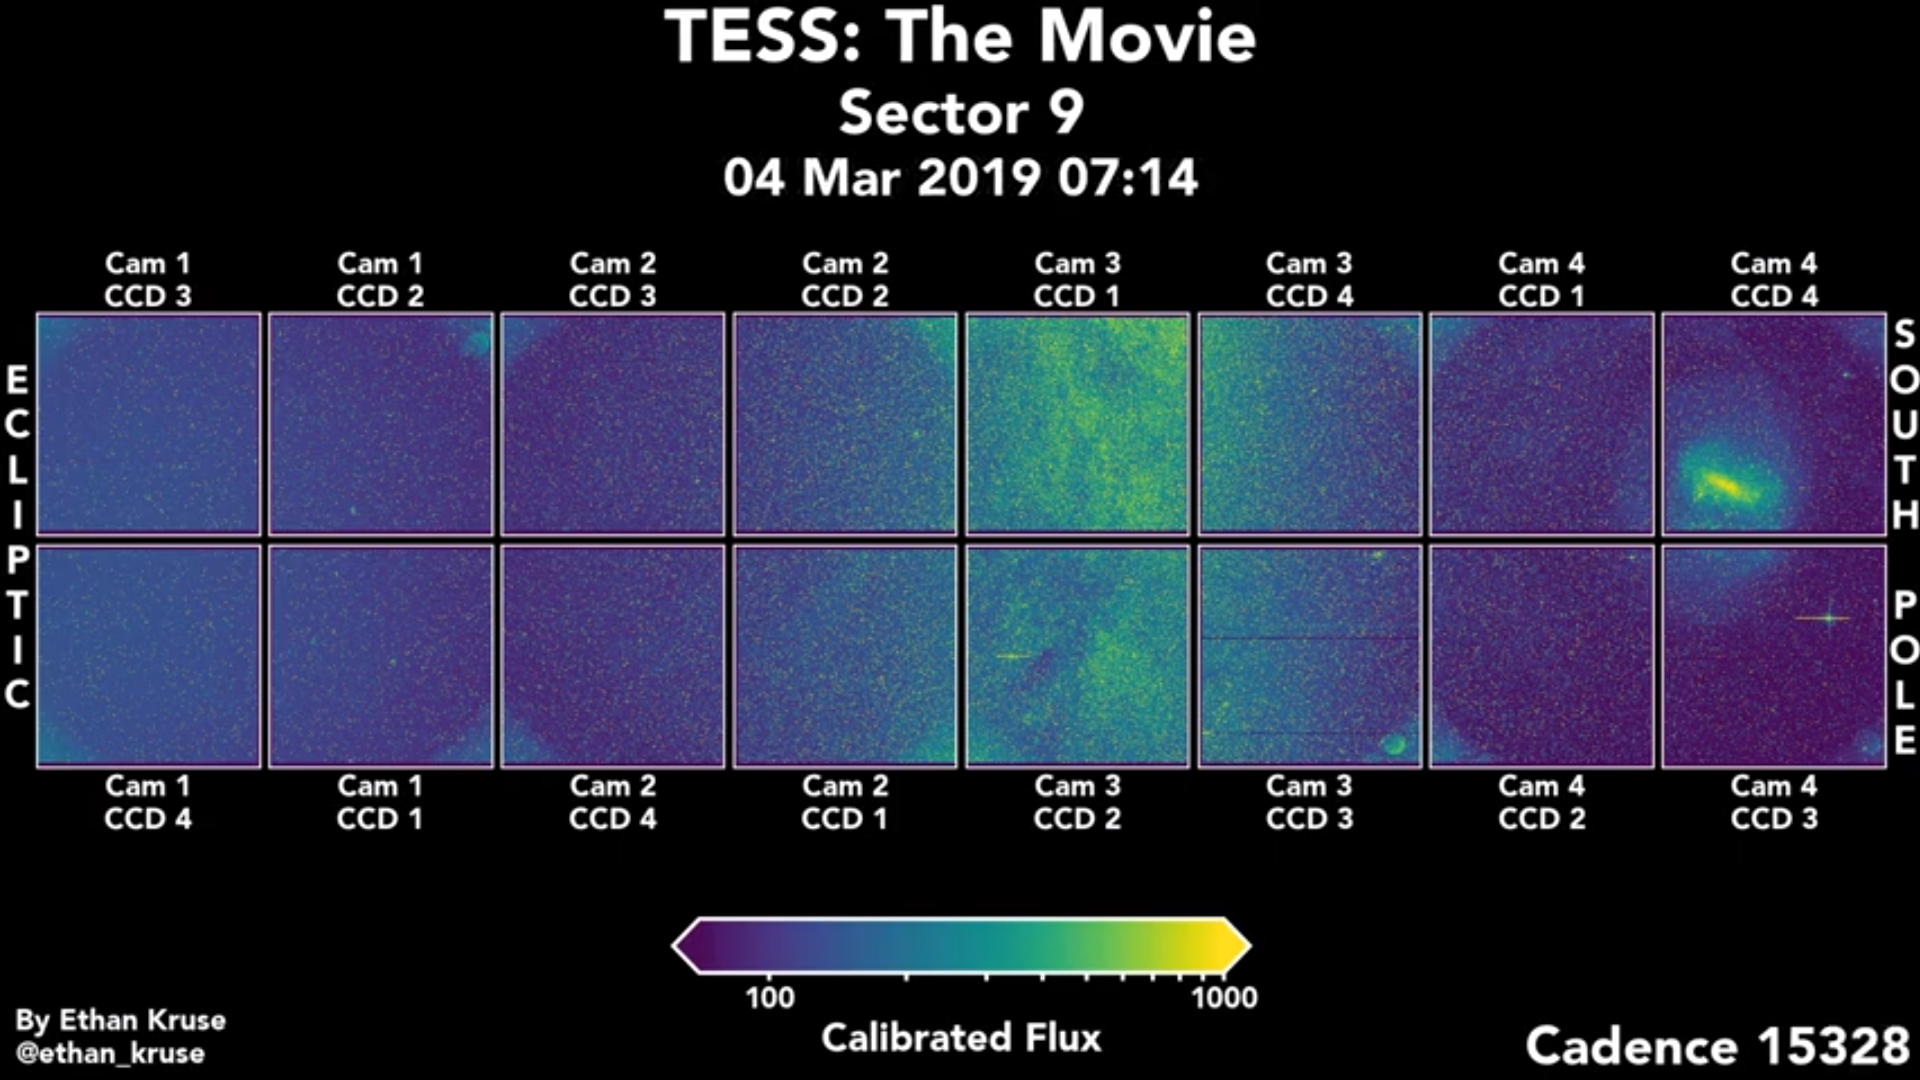 TESS: The Movie
Sector 9
04 Mar 2019 07:14
Cam 1 Cam 1 Cam 2 Cam 2 Cam 3 Cam 3 Cam 4 Cam 4
CCD 3 CCD 2 CCD 3 CCD 2 CCD 1 CCD 4 CCD 1 CCD 4
ECLIPTIC
SOUTH POLE
Cam 1 Cam 1 Cam 2 Cam 2 Cam 3 Cam 3 Cam 4 Cam 4
CCD 4 CCD 1 CCD 4 CCD 1 CCD 2 CCD 3 CCD 2 CCD 3
100 1000
Calibrated Flux
By Ethan Kruse
@ethan_kruse
Cadence 15328